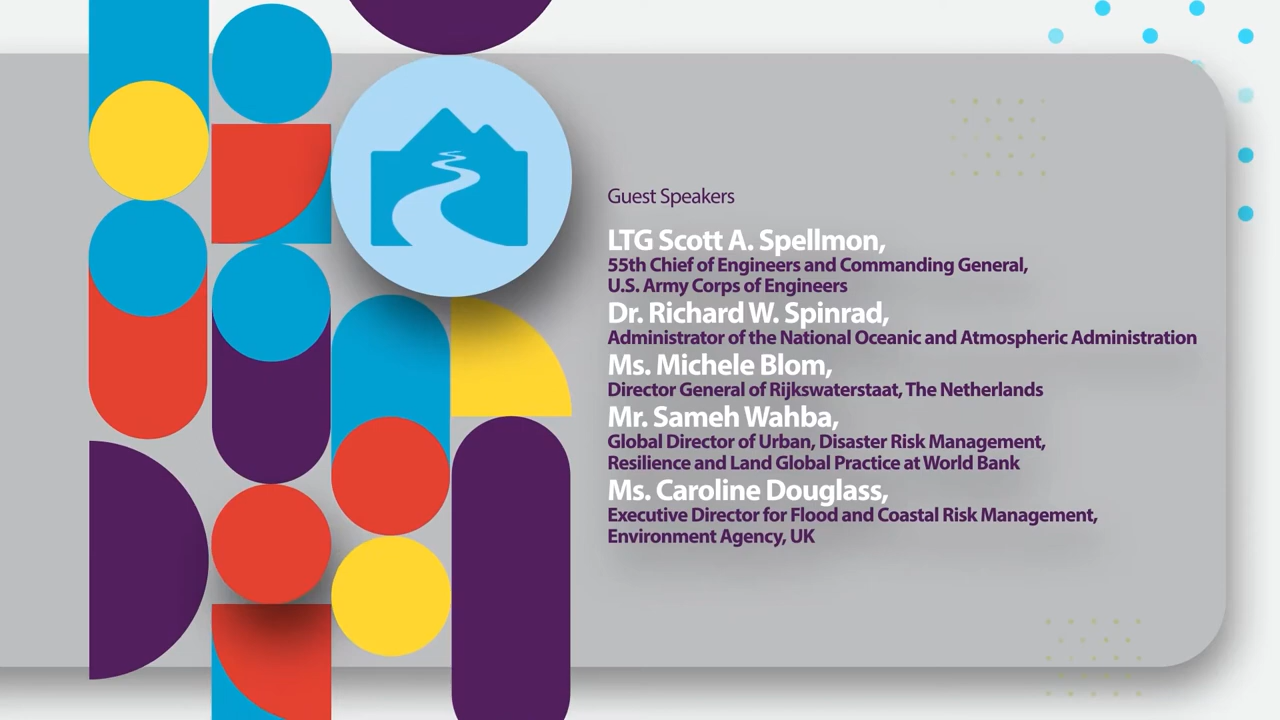 Guest Speakers
LTG Scott A. Spellmon,
55th Chief of Engineers and Commanding General,
U.S. Army Corps of Engineers
Dr. Richard W. Spinrad,
Administrator of the National Oceanic and Atmospheric Administration
Ms. Michele Blom,
Director General of Rijkswaterstaat, The Netherlands
Mr. Sameh Wahba,
Global Director of Urban, Disaster Risk Management,
Resilience and Land Global Practice at World Bank
Ms. Caroline Douglass,
Executive Director for Flood and Coastal Risk Management,
Environment Agency, UK